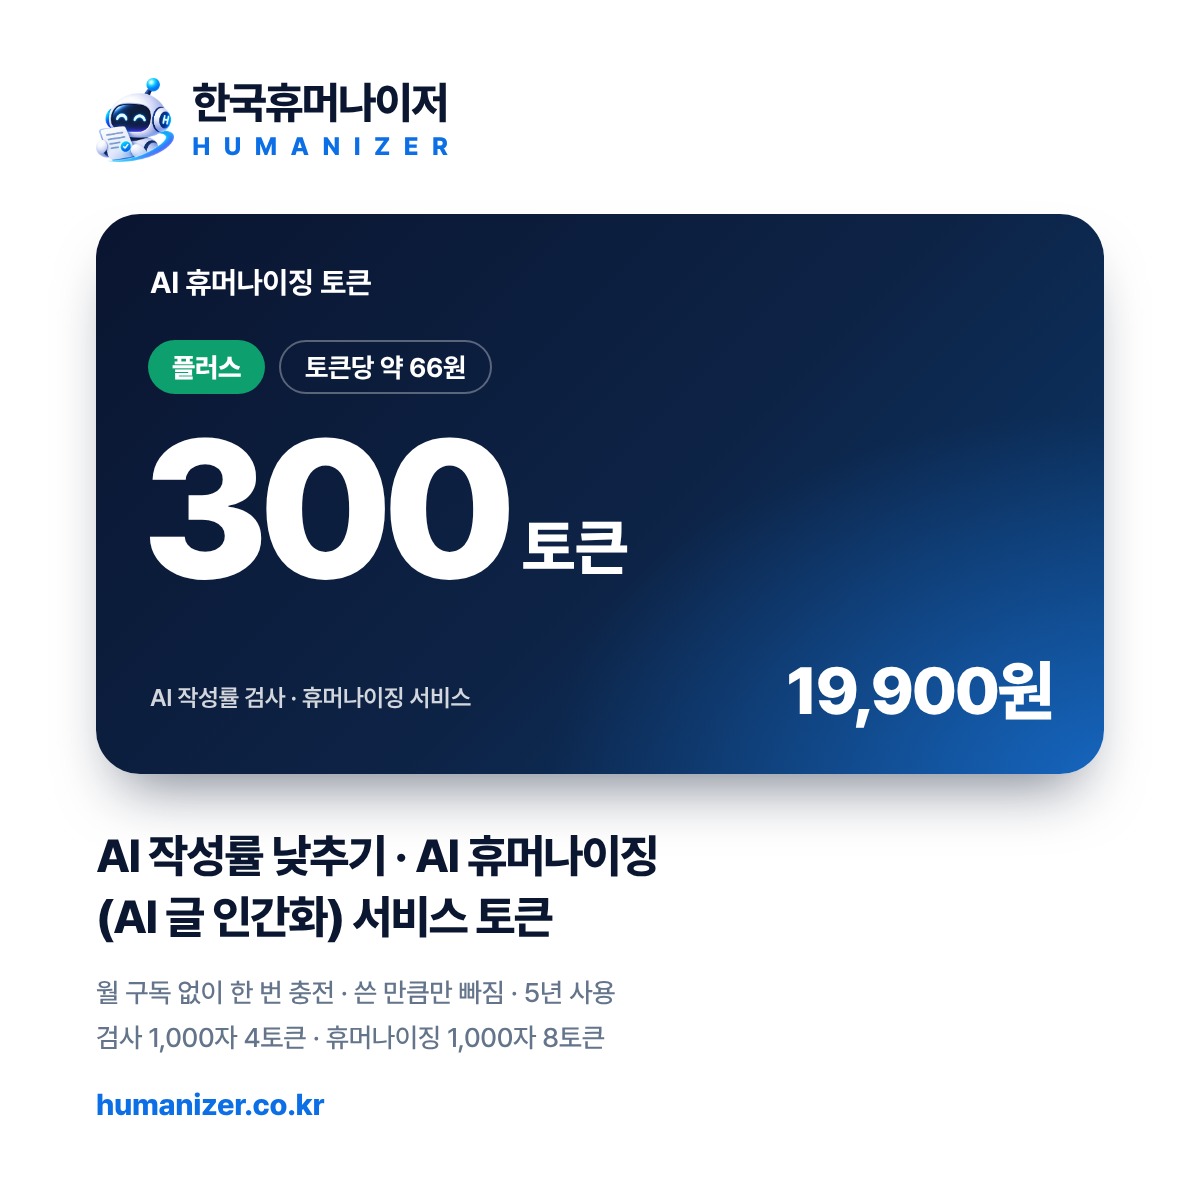 한국휴머나이저
HUMANIZER
H
AI 휴머나이징 토큰
플러스
토큰당 약 66원
300 토큰
AI 작성률 검사 · 휴머나이징 서비스
19,900원
AI 작성률 낮추기 · AI 휴머나이징
(AI 글 인간화) 서비스 토큰
월 구독 없이 한 번 충전 · 쓴 만큼만 빠짐 · 5년 사용
검사 1,000자 4토큰 · 휴머나이징 1,000자 8토큰
humanizer.co.kr